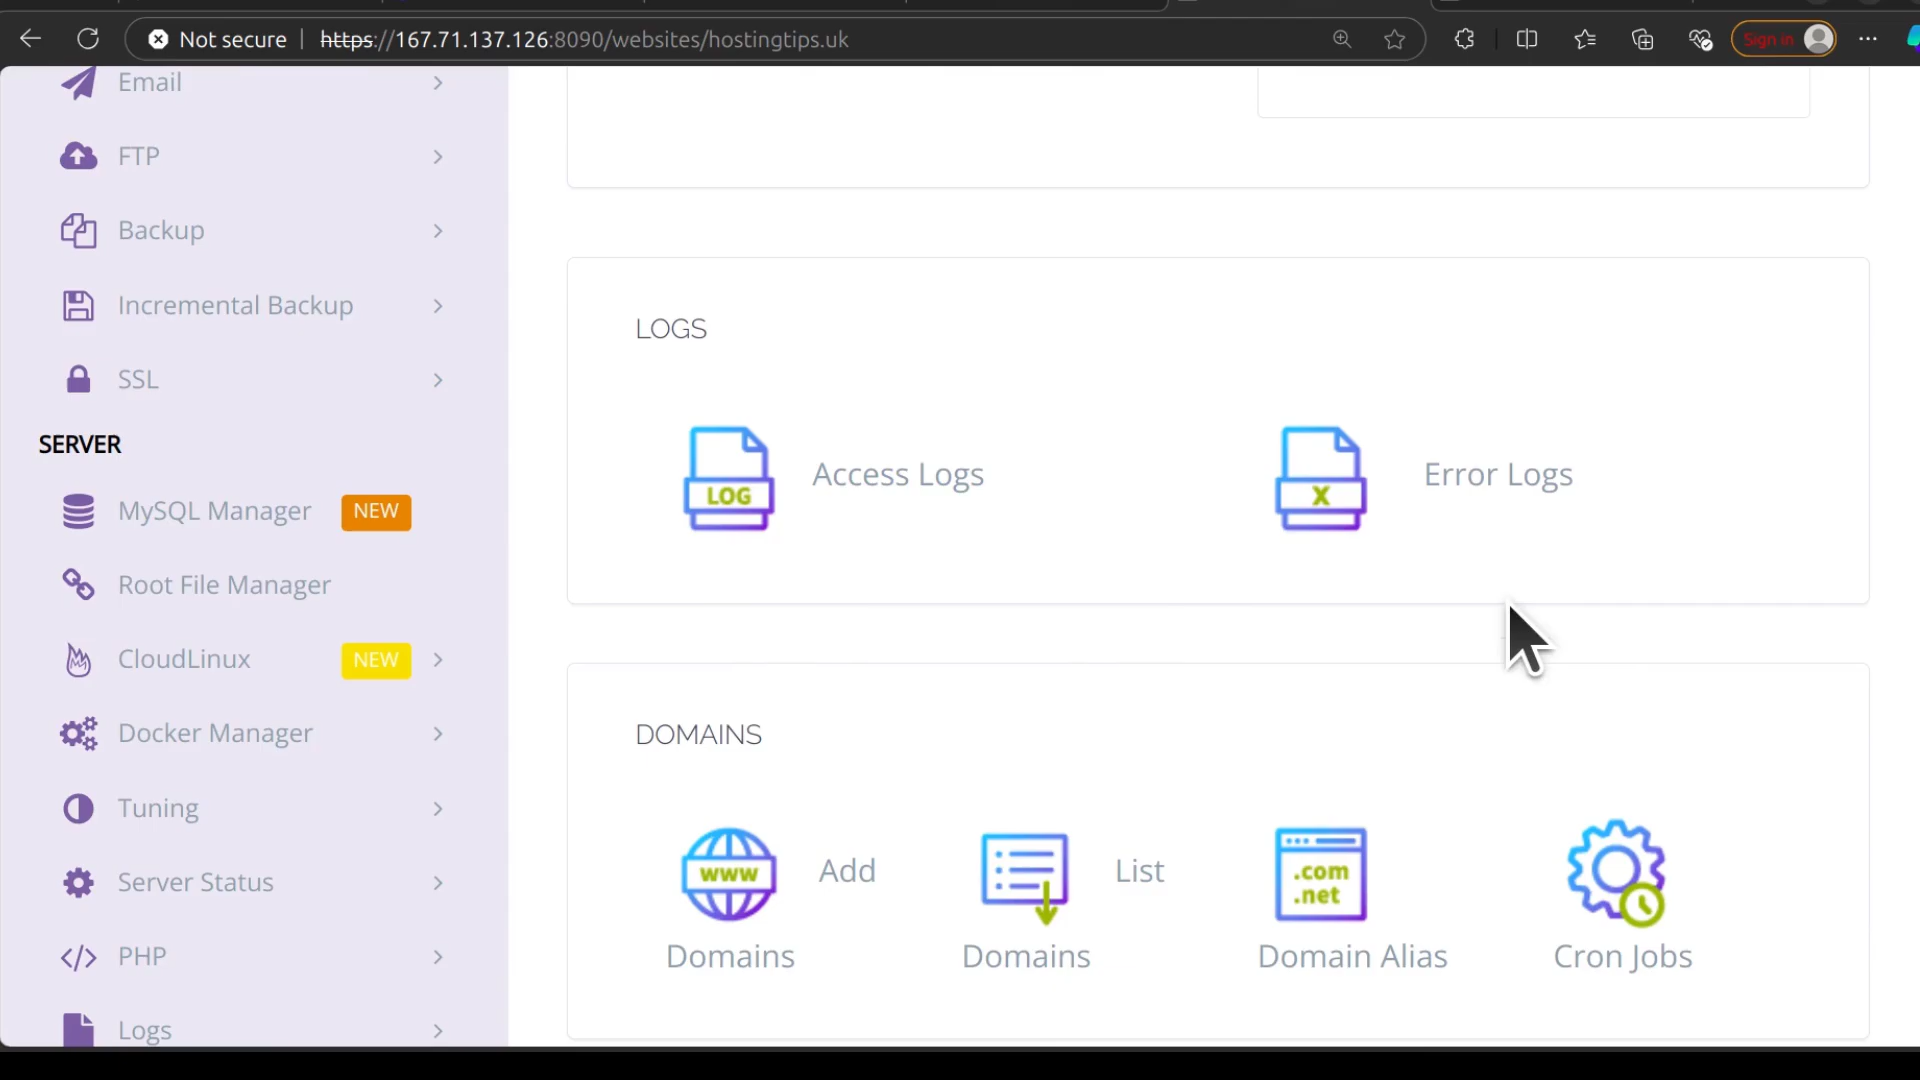 Not secure | https://167.71.137.126:8090/websites/hostingtips.uk
Sign in
Email
FTP
Backup
Incremental Backup
SSL
SERVER
MySQL Manager NEW
Root File Manager
CloudLinux NEW
Docker Manager
Tuning
Server Status
PHP
Logs
LOGS
LOG Access Logs
X Error Logs
DOMAINS
www Add Domains
List Domains
.com
.net
Domain Alias
Cron Jobs